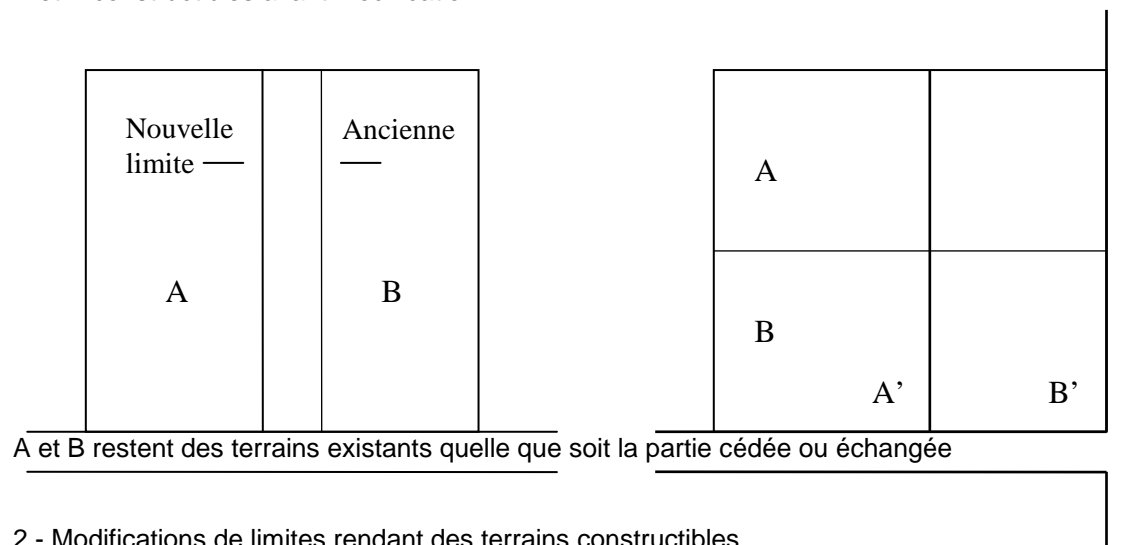 Nouvelle
limite
Ancienne
A
B
A
B
A’
B’
A et B restent des terrains existants quelle que soit la partie cédée ou échangée
2 - Modifications de limites rendant des terrains constructibles